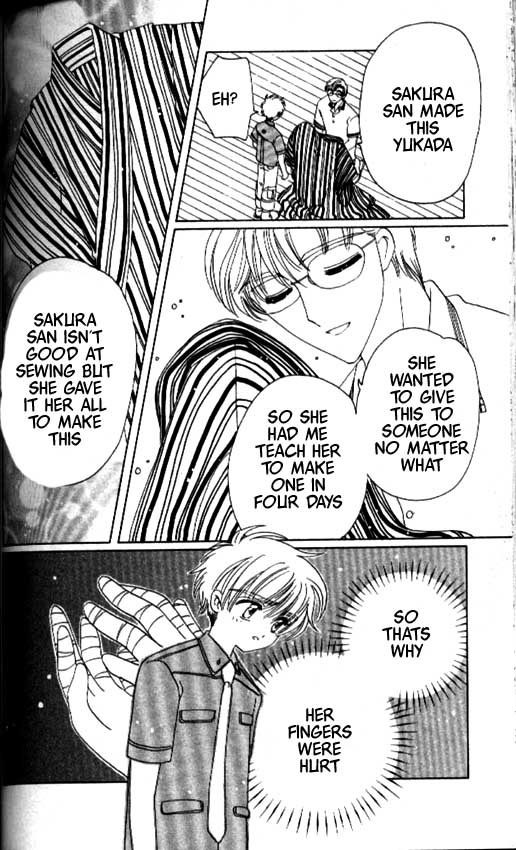 SAKURA
SAN MADE
THIS
YUKADA
EH?
SHE
WANTED
TO GIVE
THIS TO
SOMEONE
NO MATTER
WHAT
SO SHE
HAD ME
TEACH HER
TO MAKE
ONE IN
FOUR DAYS
SAKURA
SAN ISN'T
GOOD AT
SEWING BUT
SHE GAVE
IT HER ALL
TO MAKE
THIS
SO
THATS
WHY
HER
FINGERS
WERE
HURT